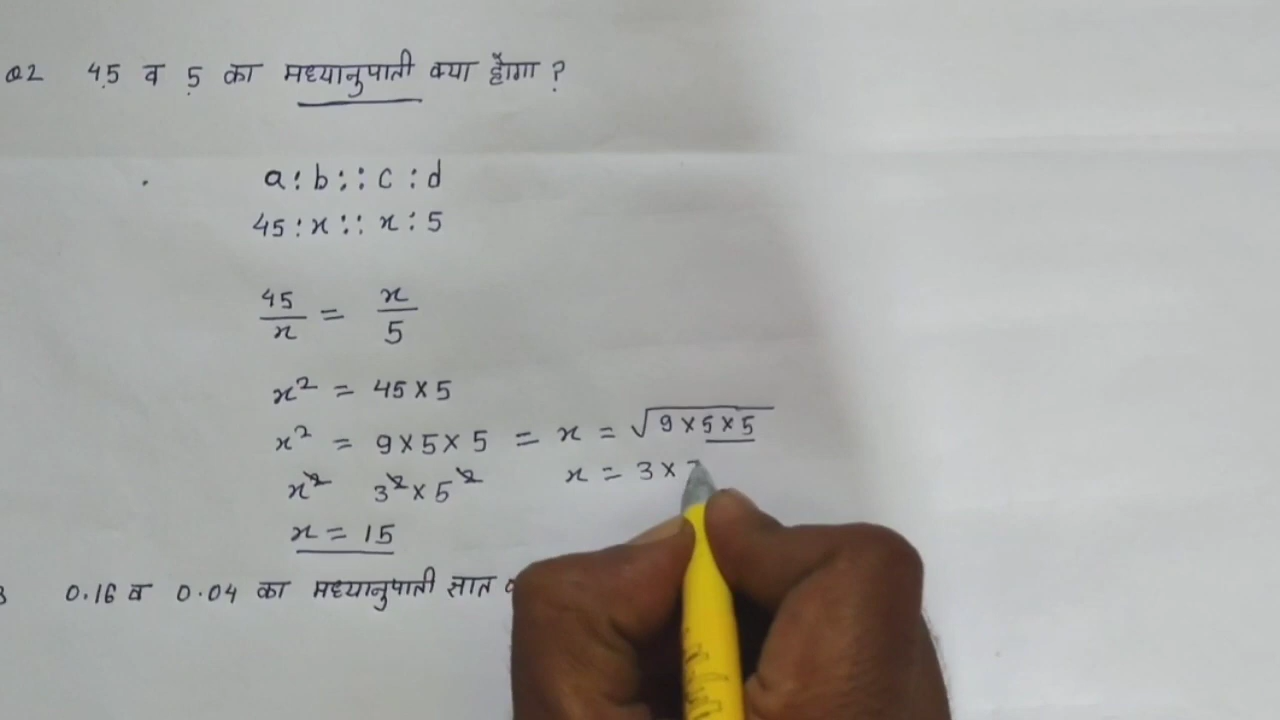 Q2 45 व 5 का मध्यानुपाती क्या होगा ?
a : b :: c : d
45 : x :: x : 5
45/x = x/5
x² = 45 × 5
x² = 9 × 5 × 5 = x = √9 × 5 × 5
x² 3² × 5² x = 3 ×
x = 15
0.16 व 0.04 का मध्यानुपाती ज्ञात